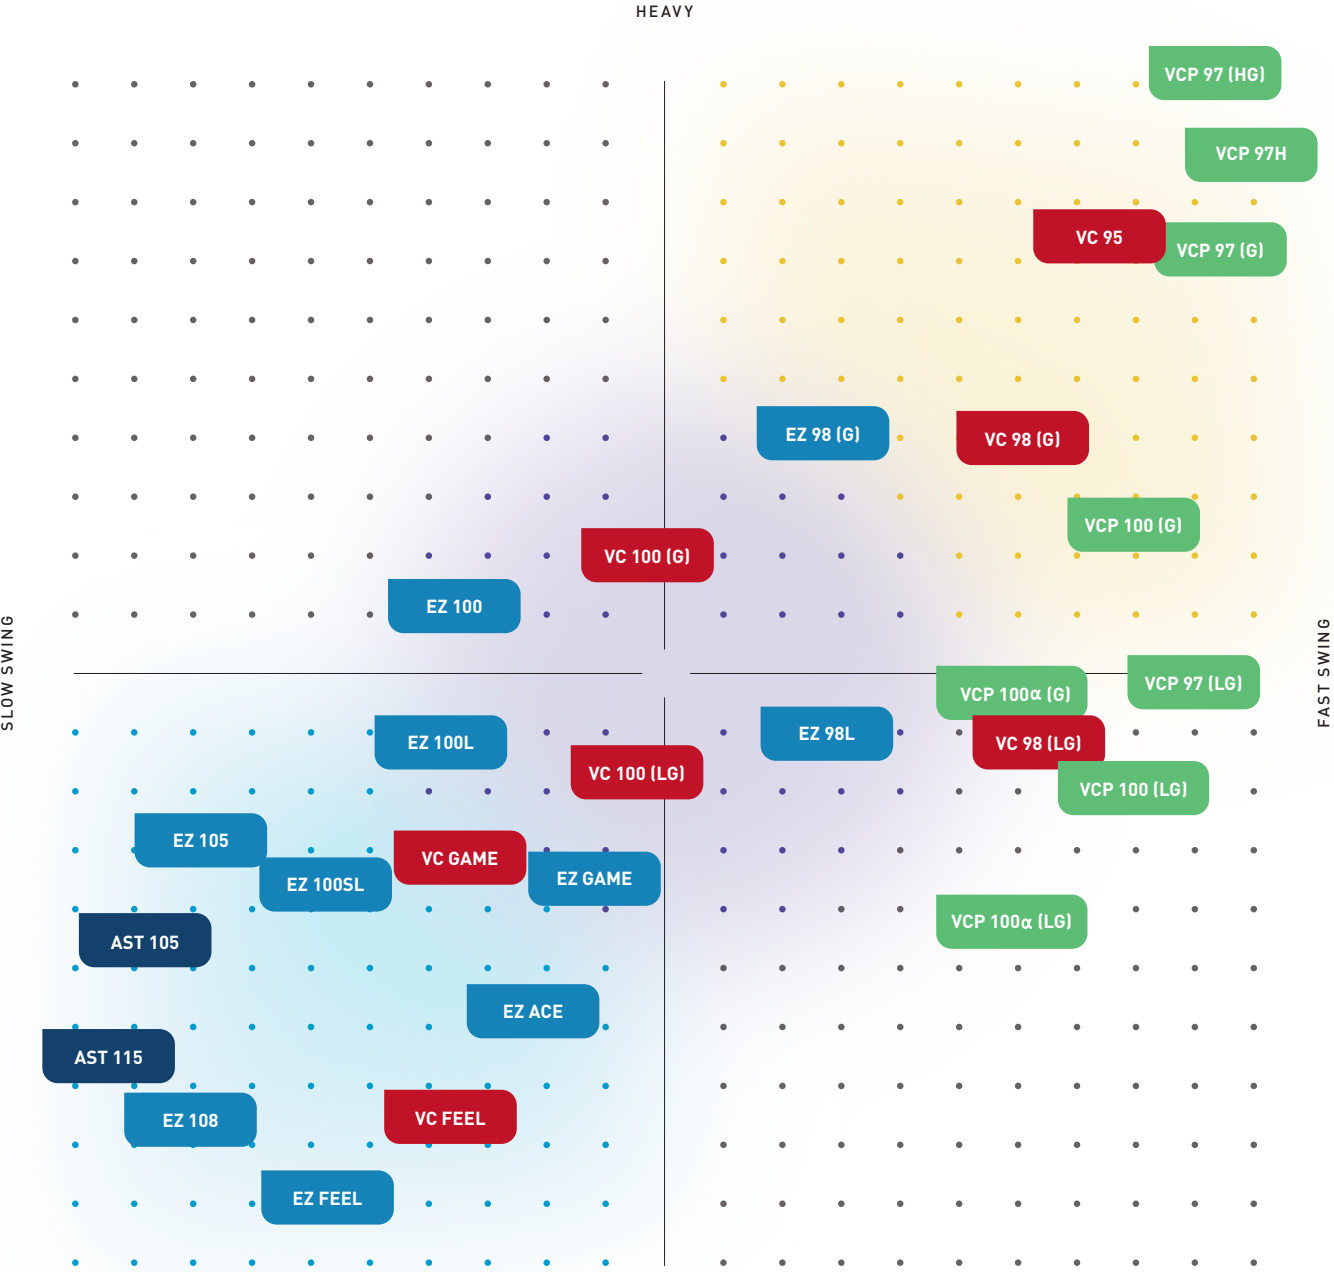 HEAVY
VCP 97 (HG)
VCP 97H
VC 95
VCP 97 (G)
EZ 98 (G)
VC 98 (G)
VCP 100 (G)
VC 100 (G)
EZ 100
SLOW SWING
FAST SWING
VCP 97 (LG)
VCP 100α (G)
EZ 98L
EZ 100L
VC 98 (LG)
VC 100 (LG)
VCP 100 (LG)
EZ 105
VC GAME
EZ GAME
EZ 100SL
VCP 100α (LG)
AST 105
EZ ACE
AST 115
VC FEEL
EZ 108
EZ FEEL